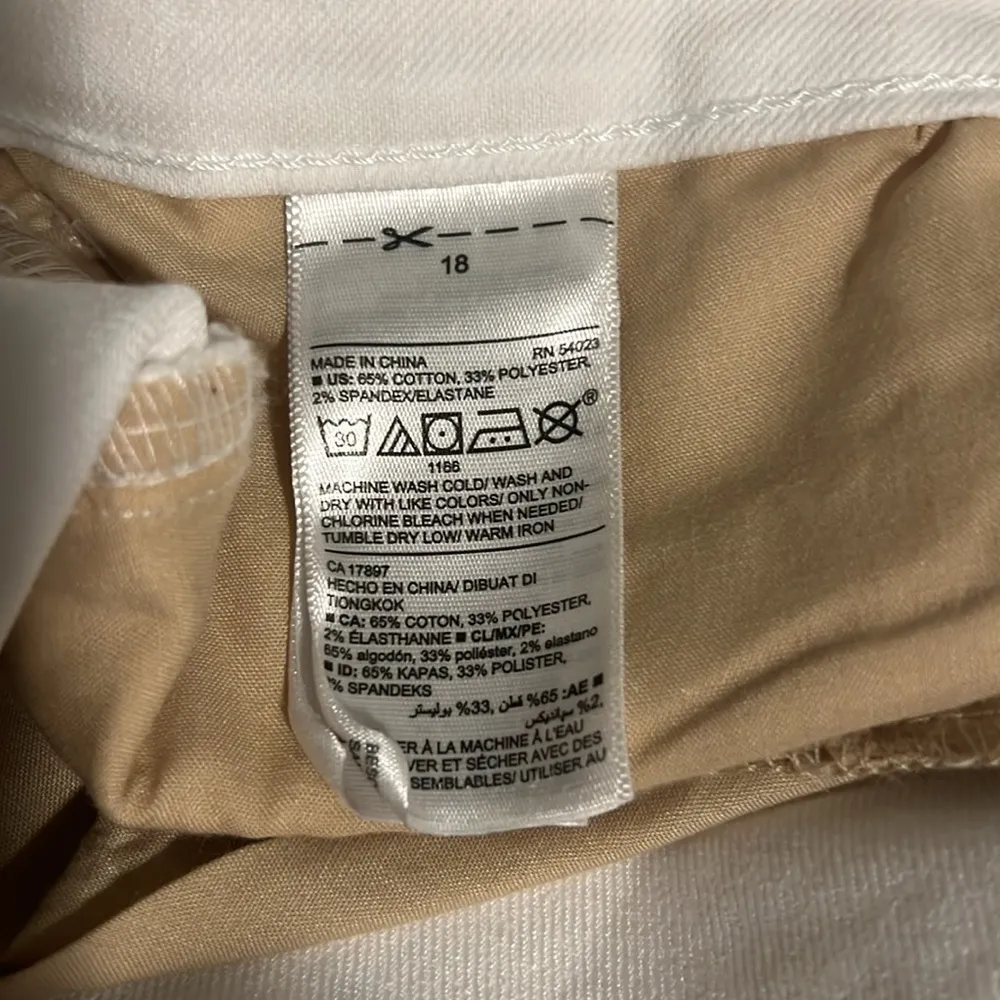 18
MADE IN CHINA RN 54023
■ US: 65% COTTON, 33% POLYESTER,
2% SPANDEX/ELASTANE
30
®
1166
MACHINE WASH COLD/ WASH AND
DRY WITH LIKE COLORS/ ONLY NON-
CHLORINE BLEACH WHEN NEEDED/
TUMBLE DRY LOW/ WARM IRON
CA 17897
HECHO EN CHINA/ DIBUAT DI
TIONGKOK
■ CA: 65% COTON, 33% POLYESTER,
2% ÉLASTHANNE ■ CL/MX/PE:
65% algodón, 33% poliéster, 2% elastano
■ ID: 65% KAPAS, 33% POLISTER,
% SPANDEKS
■ AE: 65% قطن, 33% بوليستر
2% سباندكس
ER À LA MACHINE À L'EAU
VER ET SÉCHER AVEC DES
SEMBLABLES/ UTILISER AU